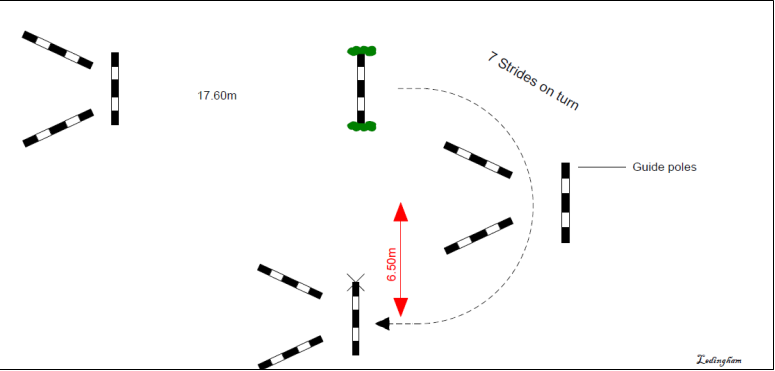 7 Strides on turn
17.60m
Guide poles
6.50m
Ledingham